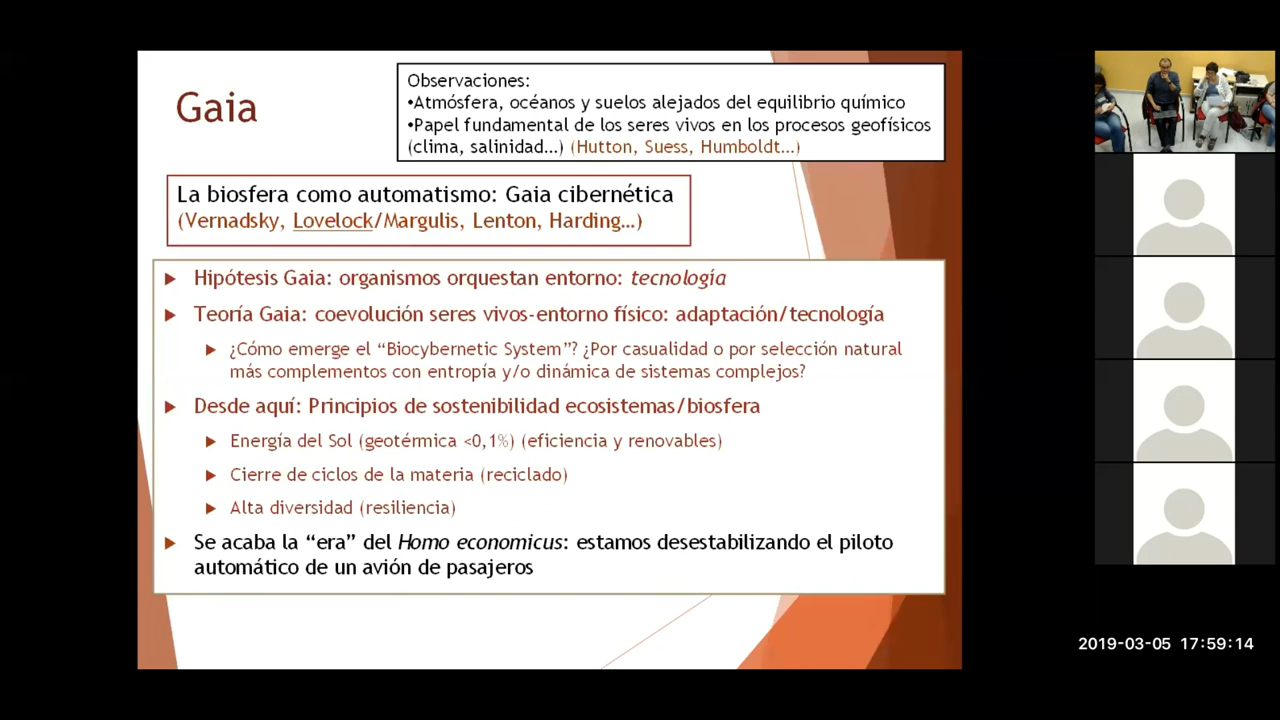 Gaia
Observaciones:
•Atmósfera, océanos y suelos alejados del equilibrio químico
•Papel fundamental de los seres vivos en los procesos geofísicos
(clima, salinidad…) (Hutton, Suess, Humboldt…)
La biosfera como automatismo: Gaia cibernética
(Vernadsky, Lovelock/Margulis, Lenton, Harding…)
Hipótesis Gaia: organismos orquestan entorno: tecnología
Teoría Gaia: coevolución seres vivos-entorno físico: adaptación/tecnología
¿Cómo emerge el “Biocybernetic System”? ¿Por casualidad o por selección natural
más complementos con entropía y/o dinámica de sistemas complejos?
Desde aquí: Principios de sostenibilidad ecosistemas/biosfera
Energía del Sol (geotérmica <0,1%) (eficiencia y renovables)
Cierre de ciclos de la materia (reciclado)
Alta diversidad (resiliencia)
Se acaba la “era” del Homo economicus: estamos desestabilizando el piloto
automático de un avión de pasajeros
2019-03-05 17:59:14